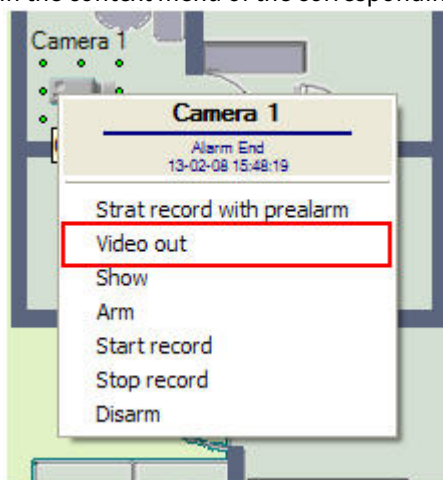 Camera 1
Camera 1
Alarm End
13-02-08 15:48:19
Strat record with prealarm
Video out
Show
Arm
Start record
Stop record
Disarm